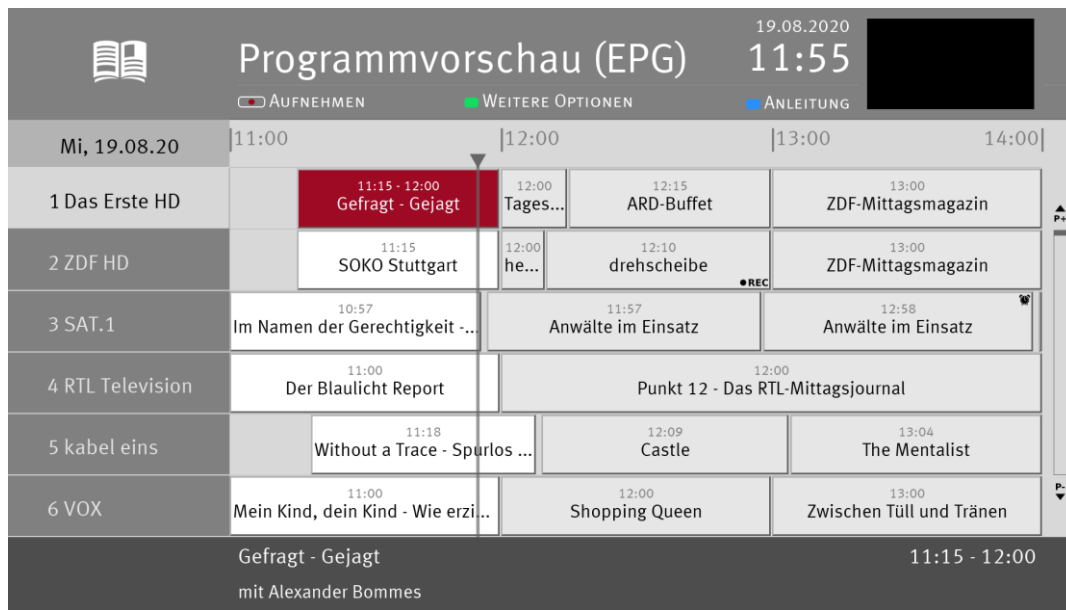 19.08.2020
Programmvorschau (EPG) 11:55
AUFNEHMEN WEITERE OPTIONEN ANLEITUNG
Mi, 19.08.20 11:00 12:00 13:00 14:00
11:15 - 12:00 12:00 12:15 13:00
1 Das Erste HD Gefragt - Gejagt Tages... ARD-Buffet ZDF-Mittagsmagazin
P+
11:15 12:00 12:10 13:00
2 ZDF HD SOKO Stuttgart he... drehscheibe ZDF-Mittagsmagazin
REC
10:57 11:57 12:58
3 SAT.1 Im Namen der Gerechtigkeit -... Anwälte im Einsatz Anwälte im Einsatz
11:00 12:00
4 RTL Television Der Blaulicht Report Punkt 12 - Das RTL-Mittagsjournal
11:18 12:09 13:04
5 kabel eins Without a Trace - Spurlos ... Castle The Mentalist
P-
11:00 12:00 13:00
6 VOX Mein Kind, dein Kind - Wie erzi... Shopping Queen Zwischen Tüll und Tränen
Gefragt - Gejagt 11:15 - 12:00
mit Alexander Bommes